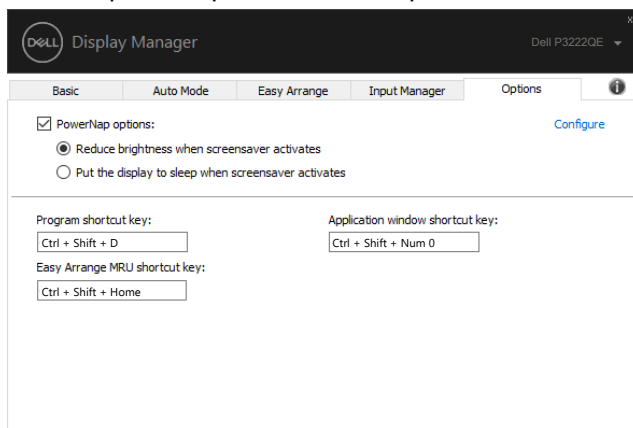 DELL Display Manager
Dell P3222QE
Basic Auto Mode Easy Arrange Input Manager Options
PowerNap options:
Configure
Reduce brightness when screensaver activates
Put the display to sleep when screensaver activates
Program shortcut key:
Application window shortcut key:
Ctrl + Shift + D
Ctrl + Shift + Num 0
Easy Arrange MRU shortcut key:
Ctrl + Shift + Home